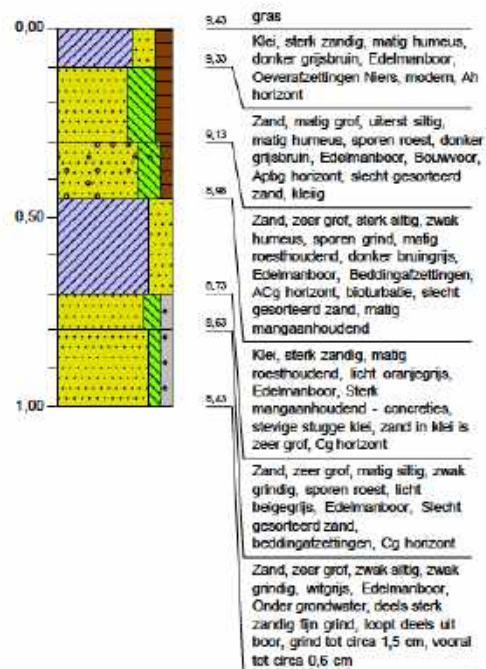 0,00
0,50
1,00
9,43
9,33
9,13
8,98
8,73
8,63
8,43
gras
Klei, sterk zandig, matig humeus,
donker grijsbruin, Edelmanboor,
Oeverafzettingen Niers, modern, Ah
horizont
Zand, matig grof, uiterst siltig,
matig humeus, sporen roest, donker
grijsbruin, Edelmanboor, Bouwvoor,
Apbg horizont, slecht gesorteerd
zand, kleiig
Zand, zeer grof, sterk siltig, zwak
humeus, sporen grind, matig
roesthoudend, donker bruingrijs,
Edelmanboor, Beddingafzettingen,
ACg horizont, bioturbatie, slecht
gesorteerd zand, matig
mangaanhoudend
Klei, sterk zandig, matig
roesthoudend, licht oranjegrijs,
Edelmanboor, Sterk
mangaanhoudend - concreties,
stevige stugge klei, zand in klei is
zeer grof, Cg horizont
Zand, zeer grof, matig siltig, zwak
grindig, sporen roest, licht
beigegrijs, Edelmanboor, Slecht
gesorteerd zand,
beddingafzettingen, Cg horizont
Zand, zeer grof, zwak siltig, zwak
grindig, witgrijs, Edelmanboor,
Onder grondwater, deels sterk
zandig fijn grind, loopt deels uit
boor, grind tot circa 1,5 cm, vooral
tot circa 0,6 cm